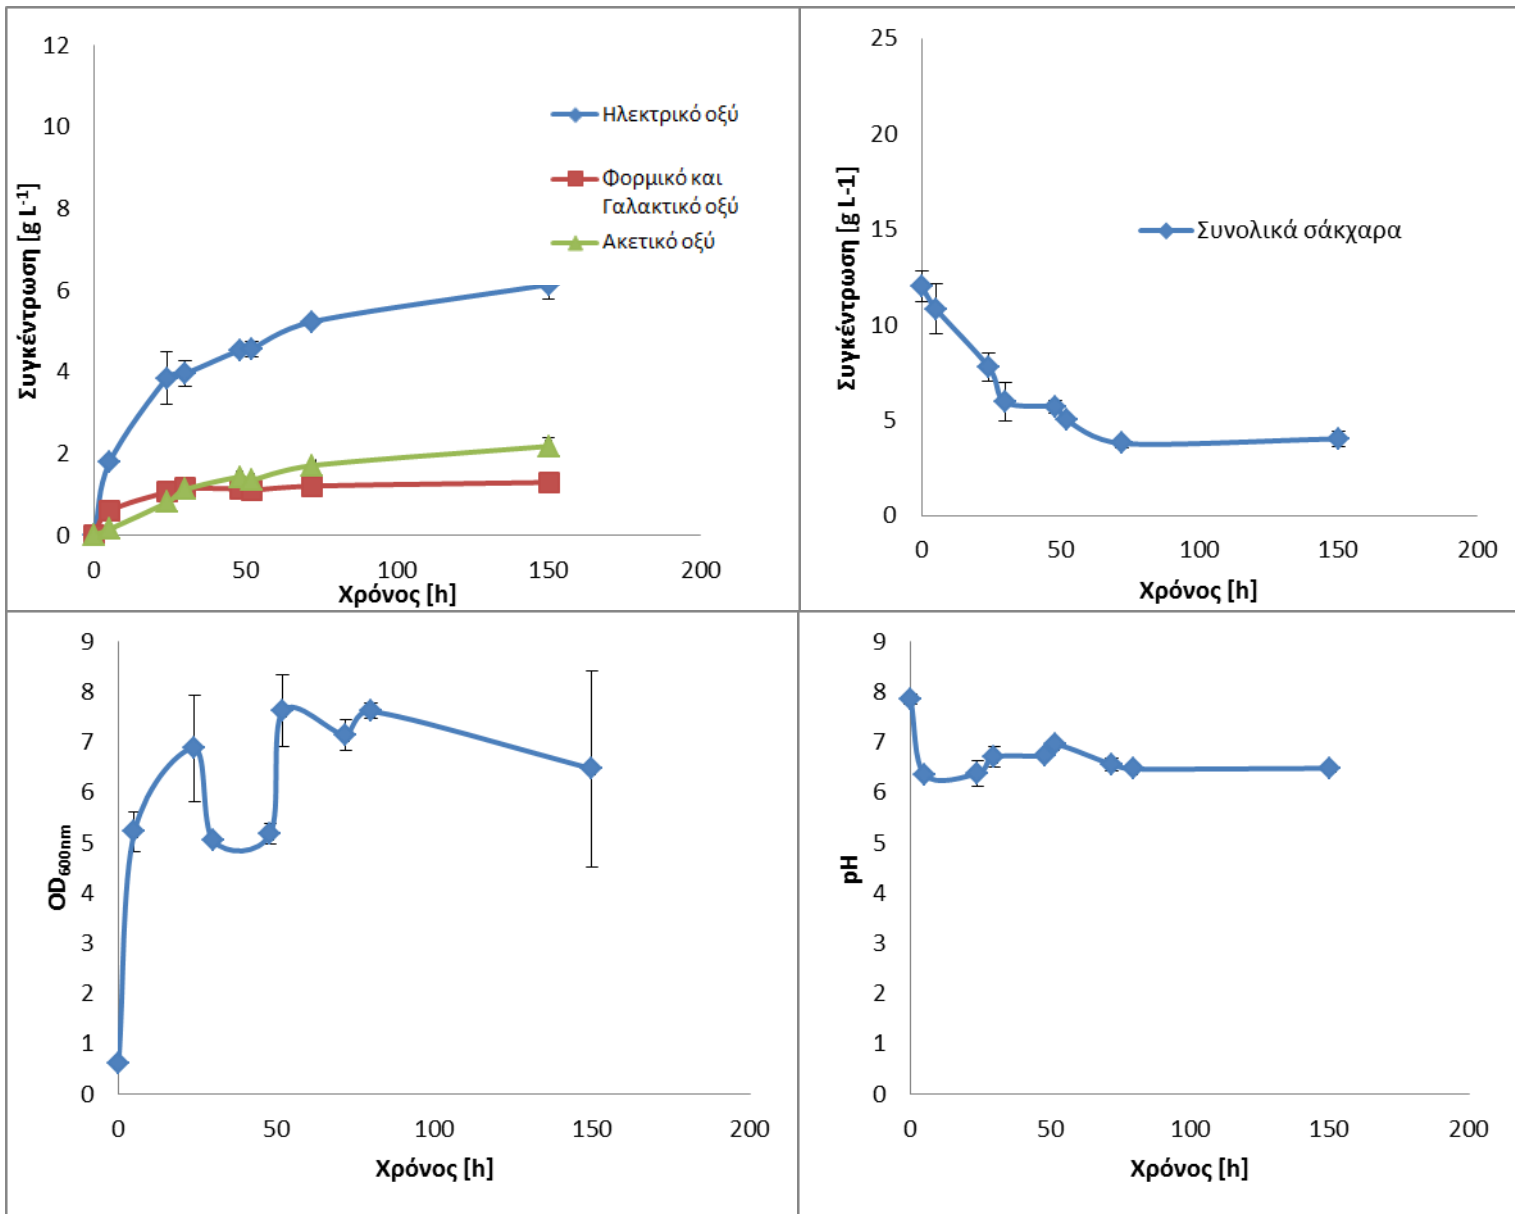 12
10
8
6
4
2
0
Συγκέντρωση [g L-1]
Ηλεκτρικό οξύ
Φορμικό και
Γαλακτικό οξύ
Ακετικό οξύ
0 50 100 150 200
Χρόνος [h]
25
20
15
10
5
0
Συγκέντρωση [g L-1]
Συνολικά σάκχαρα
0 50 100 150 200
Χρόνος [h]
9
8
7
6
5
4
3
2
1
0
OD600nm
0 50 100 150 200
Χρόνος [h]
9
8
7
6
5
4
3
2
1
0
pH
0 50 100 150 200
Χρόνος [h]